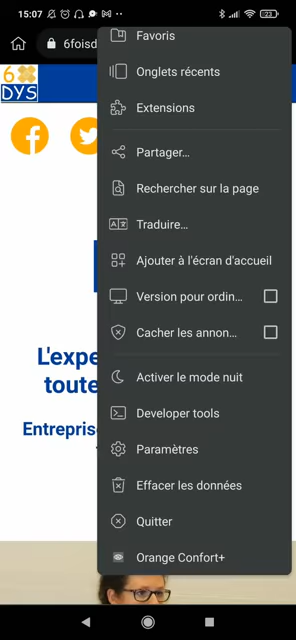 15:07
23
6foisd
Favoris
Onglets récents
Extensions
Partager...
Rechercher sur la page
Traduire...
Ajouter à l'écran d'accueil
Version pour ordin...
Cacher les annon...
Activer le mode nuit
Developer tools
Paramètres
Effacer les données
Quitter
Orange Confort+
6
DYS
L'expe
toute
Entrepris